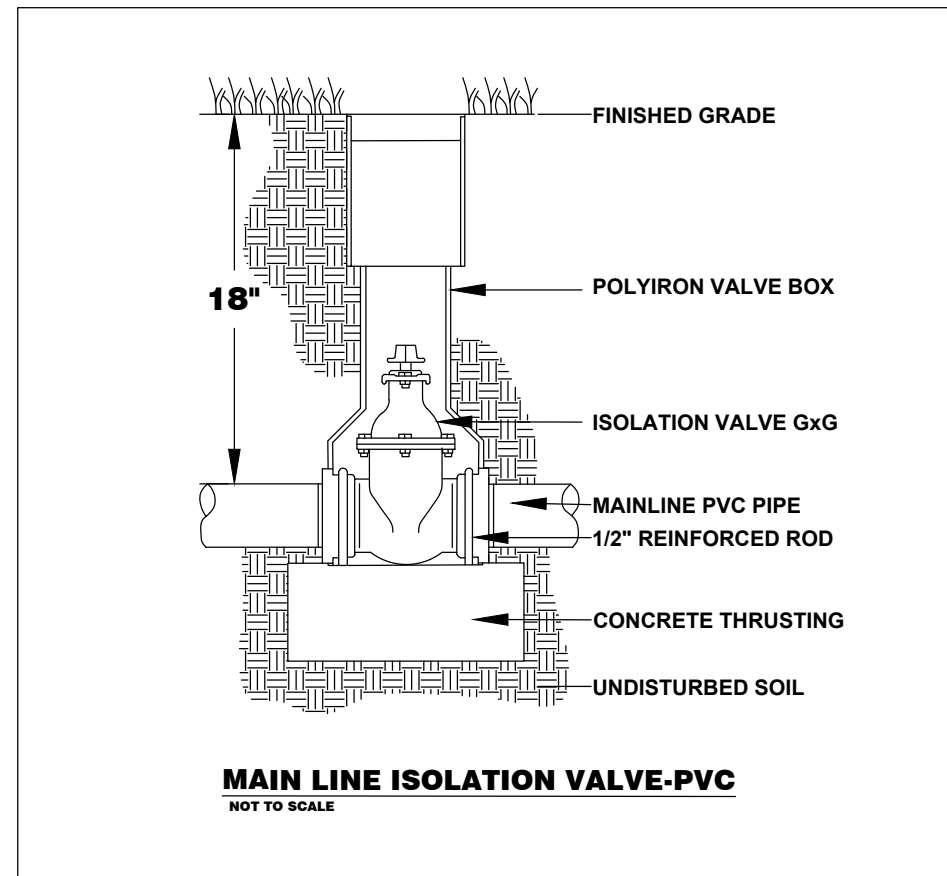 FINISHED GRADE
18"
POLYIRON VALVE BOX
ISOLATION VALVE GxG
MAINLINE PVC PIPE
1/2" REINFORCED ROD
CONCRETE THRUSTING
UNDISTURBED SOIL
MAIN LINE ISOLATION VALVE-PVC
NOT TO SCALE